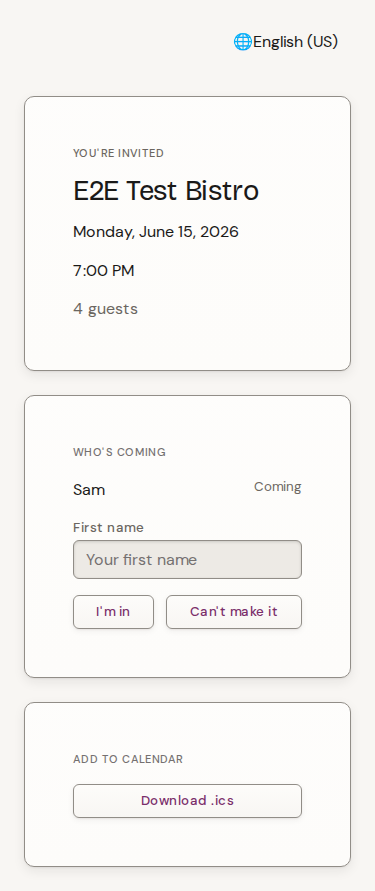 🌐English (US)
YOU'RE INVITED
E2E Test Bistro
Monday, June 15, 2026
7:00 PM
4 guests
WHO'S COMING
Sam Coming
First name
Your first name
I'm in Can't make it
ADD TO CALENDAR
Download .ics